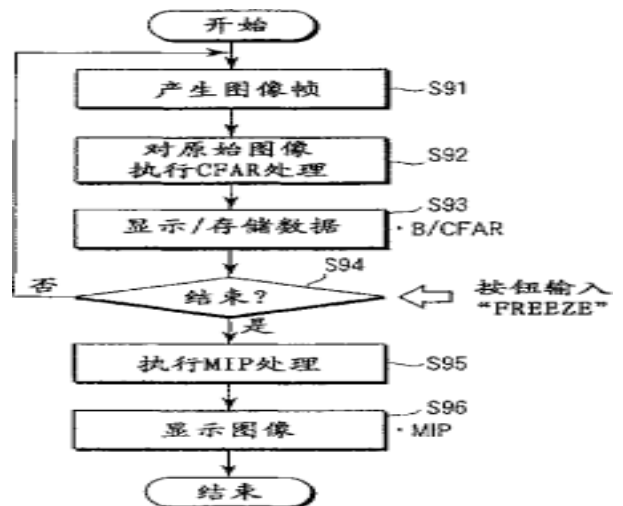 开始
产生图像帧
S91
对原始图像
执行CFAR处理
S92
显示/存储数据
S93
·B/CFAR
S94
结束?
否
按钮输入
“FREEZE”
是
执行MIP处理
S95
显示图像
S96
·MIP
结束